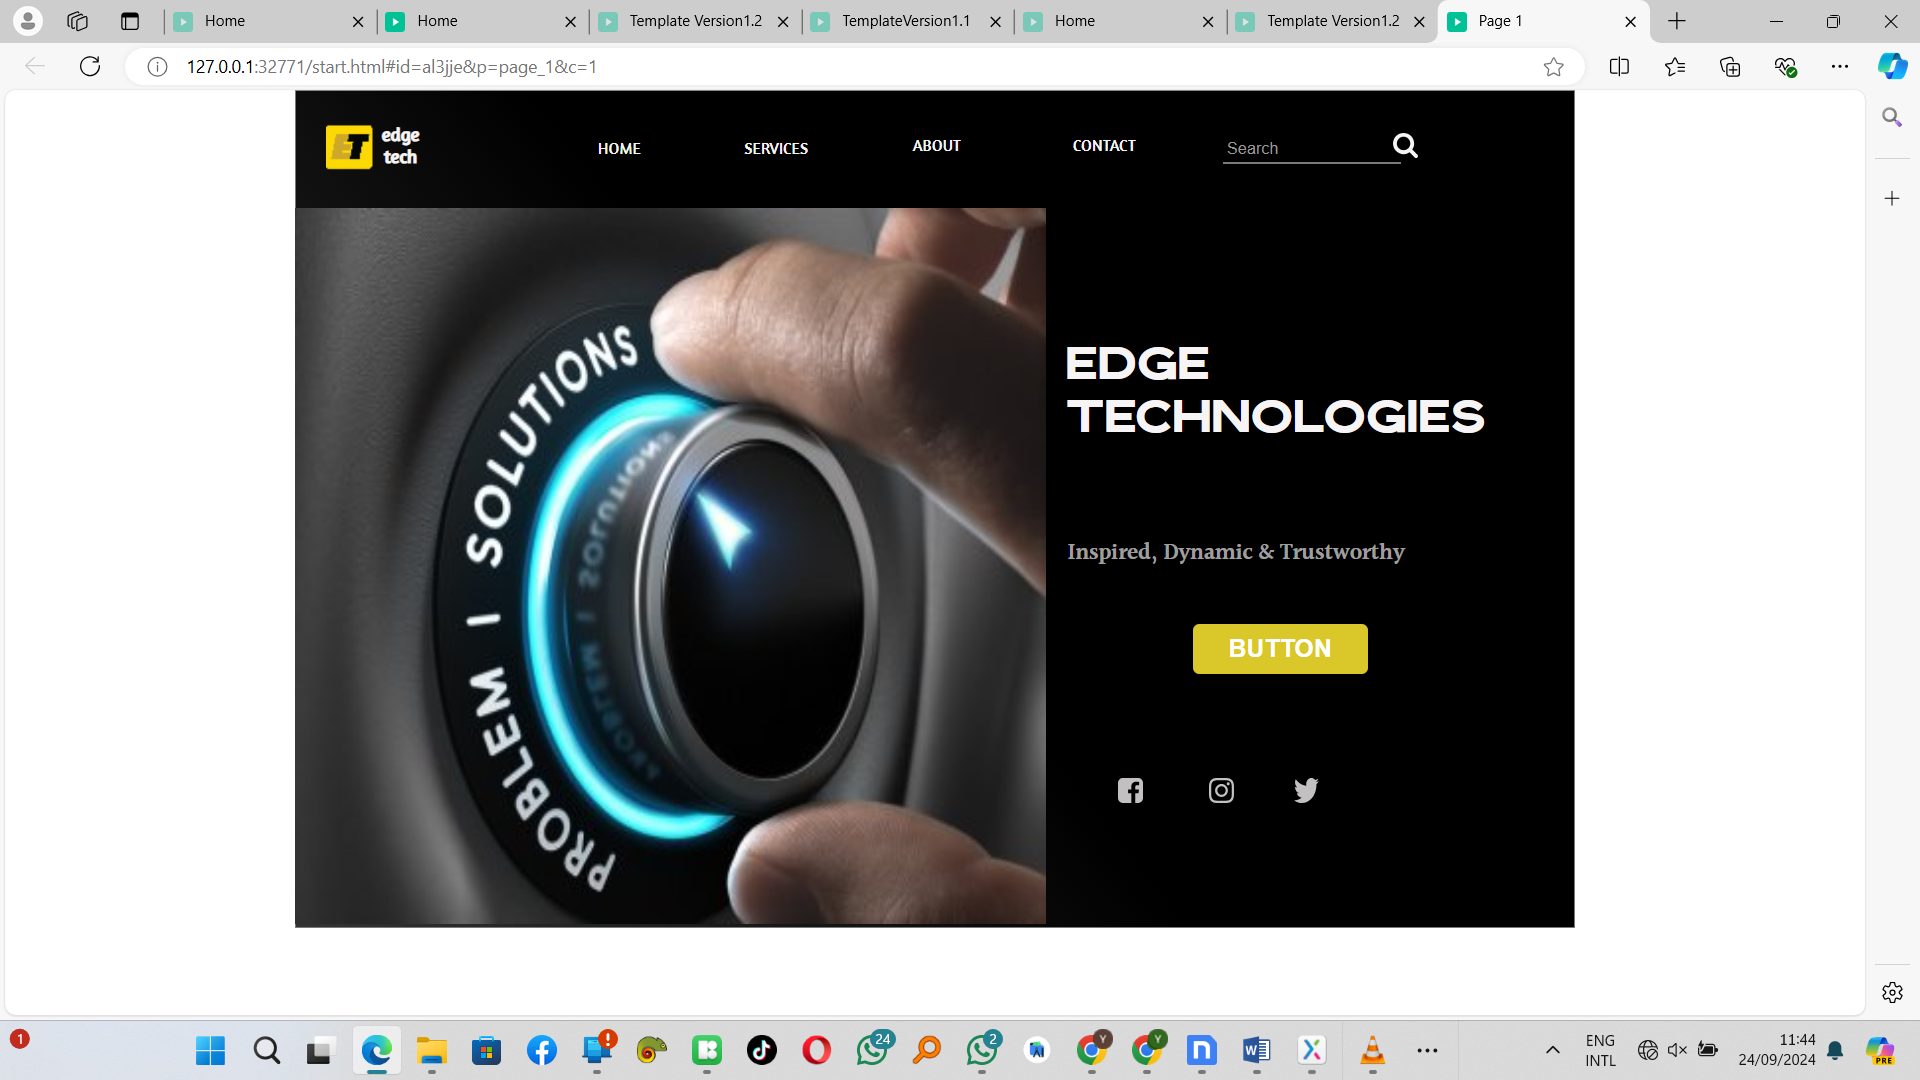 Home
Home
Template Version1.2
TemplateVersion1.1
Home
Template Version1.2
Page 1
127.0.0.1:32771/start.html#id=al3jje&p=page_1&c=1
ET
edge
tech
HOME
SERVICES
ABOUT
CONTACT
Search
PROBLEM I SOLUTIONS
EDGE
TECHNOLOGIES
Inspired, Dynamic & Trustworthy
BUTTON
1
24
2
Y
Y
ENG
INTL
11:44
24/09/2024
PRE